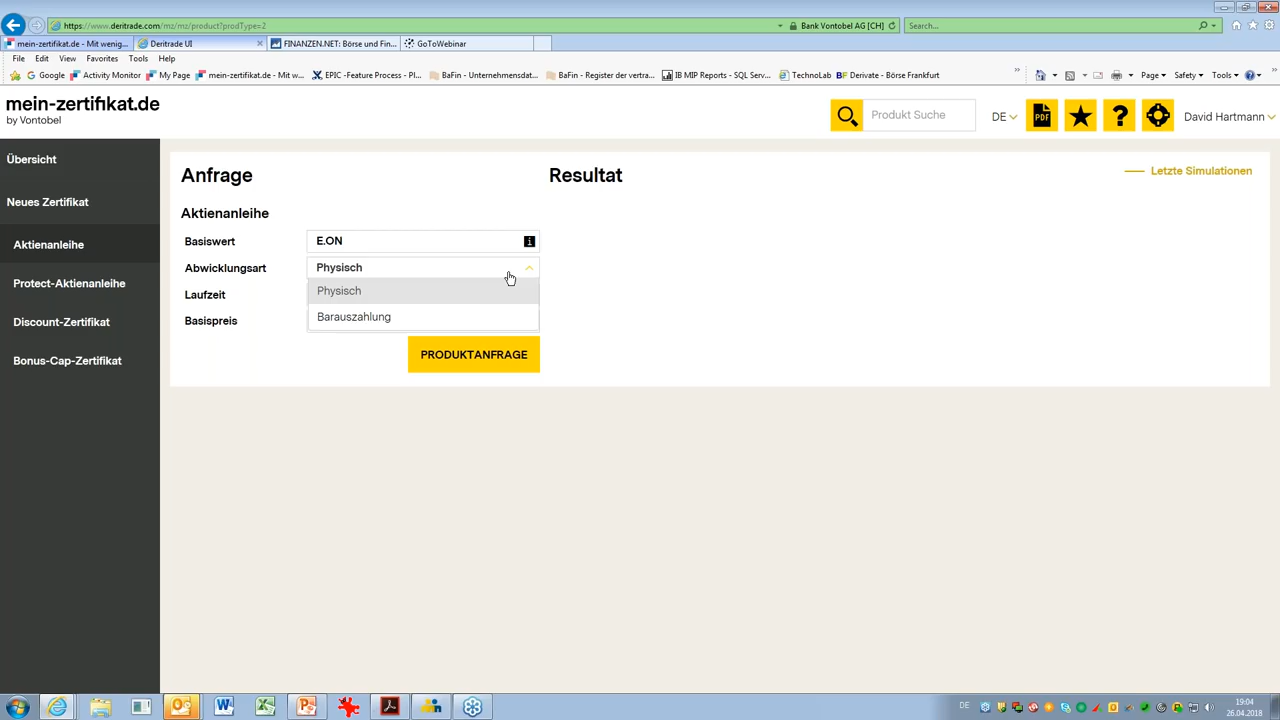 https://www.deritrade.com/mz/mz/product?prodType=2
Bank Vontobel AG [CH]
Search...
mein-zertifikat.de - Mit wenig...
Deritrade UI
FINANZEN.NET: Börse und Fin...
GoToWebinar
File Edit View Favorites Tools Help
Google
Activity Monitor
My Page
mein-zertifikat.de - Mit w...
EPIC -Feature Process - Pl...
BaFin - Unternehmensdat...
BaFin - Register der vertra...
IB MIP Reports - SQL Serv...
TechnoLab
BF Derivate - Börse Frankfurt
Page
Safety
Tools
mein-zertifikat.de
by Vontobel
Produkt Suche
DE
PDF
?
David Hartmann
Übersicht
Neues Zertifikat
Aktienanleihe
Protect-Aktienanleihe
Discount-Zertifikat
Bonus-Cap-Zertifikat
Anfrage
Resultat
Letzte Simulationen
Aktienanleihe
Basiswert
E.ON
i
Abwicklungsart
Physisch
Physisch
Laufzeit
Barauszahlung
Basispreis
PRODUKTANFRAGE
DE
19:04
26.04.2018